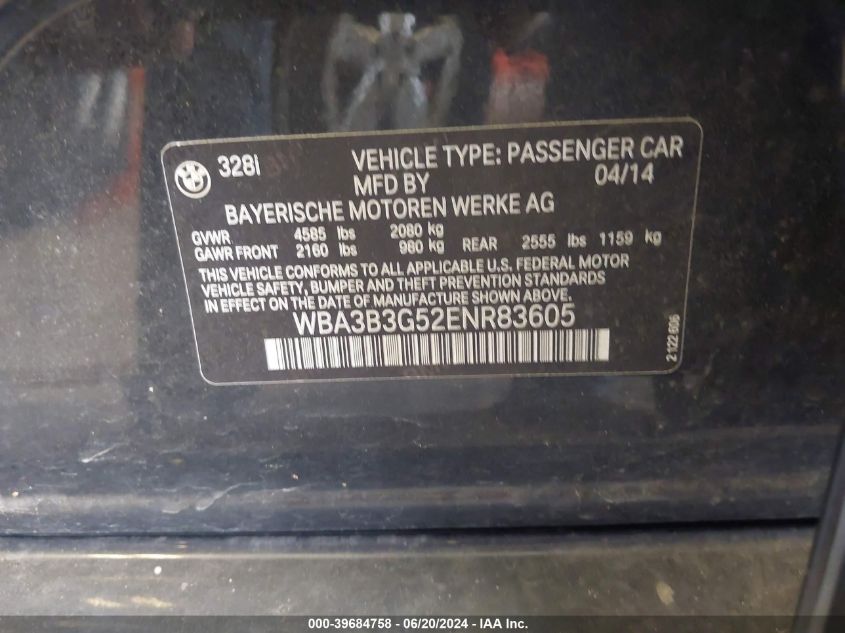 328i VEHICLE TYPE: PASSENGER CAR
MFD BY 04/14
BAYERISCHE MOTOREN WERKE AG
GVWR 4585 lbs 2080 kg
GAWR FRONT 2160 lbs 980 kg REAR 2555 lbs 1159 kg
THIS VEHICLE CONFORMS TO ALL APPLICABLE U.S. FEDERAL MOTOR
VEHICLE SAFETY, BUMPER AND THEFT PREVENTION STANDARDS
IN EFFECT ON THE DATE OF MANUFACTURE SHOWN ABOVE.
WBA3B3G52ENR83605
2 122 606
000-39684758 - 06/20/2024 - IAA Inc.